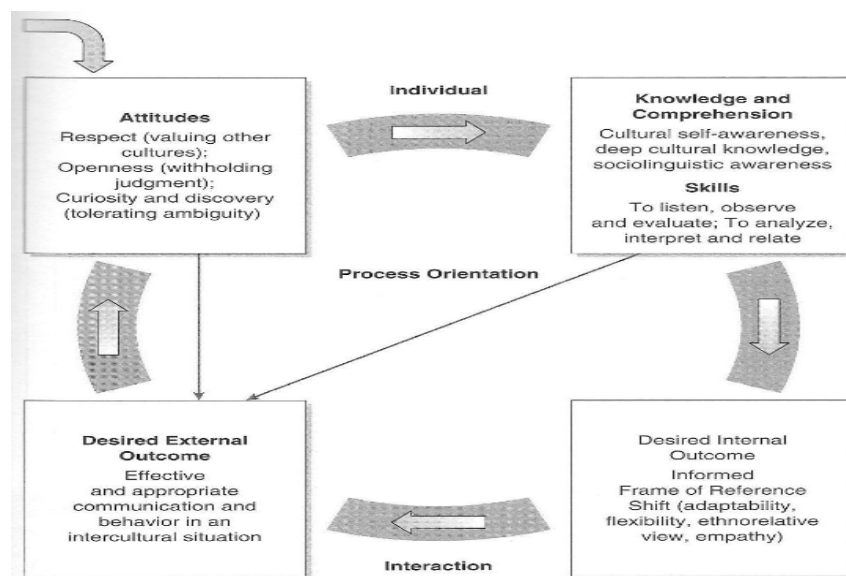 Individual
Attitudes
Respect (valuing other
cultures);
Openness (withholding
judgment);
Curiosity and discovery
(tolerating ambiguity)
Knowledge and
Comprehension
Cultural self-awareness,
deep cultural knowledge,
sociolinguistic awareness
Skills
To listen, observe
and evaluate; To analyze,
interpret and relate
Process Orientation
Desired External
Outcome
Effective
and appropriate
communication and
behavior in an
intercultural situation
Desired Internal
Outcome
Informed
Frame of Reference
Shift (adaptability,
flexibility, ethnorelative
view, empathy)
Interaction